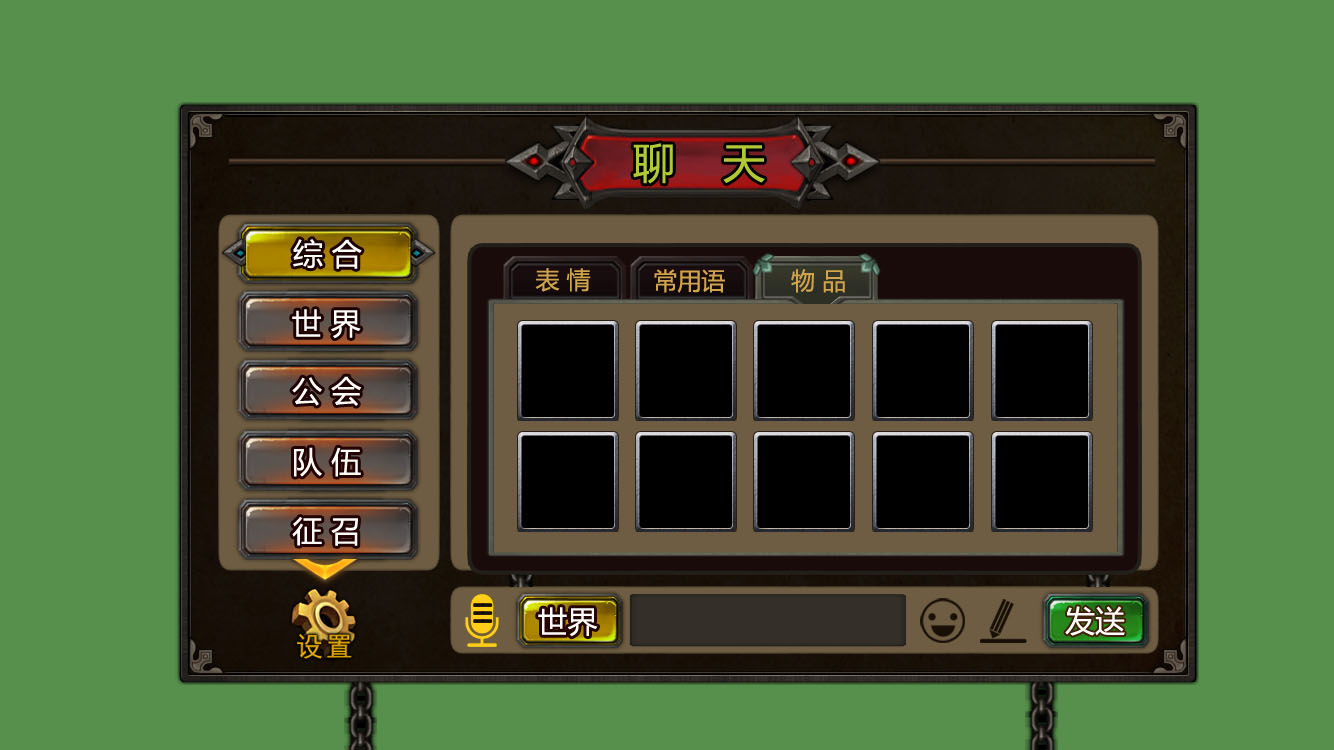 聊 天
综合
世界
公会
队伍
征召
设置
表情 常用语 物品
世界 发送